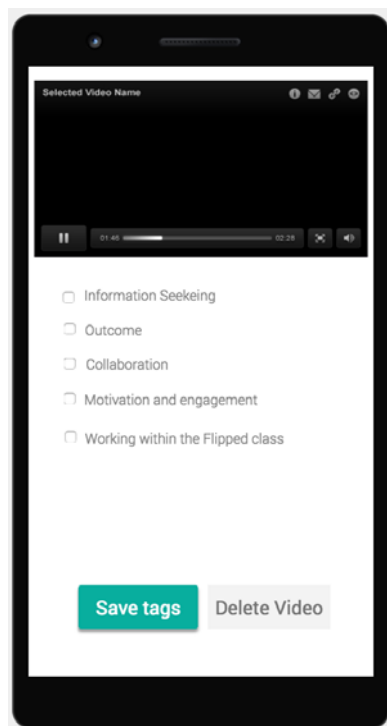 Selected Video Name
01:46
02:28
Information Seekeing
Outcome
Collaboration
Motivation and engagement
Working within the Flipped class
Save tags
Delete Video